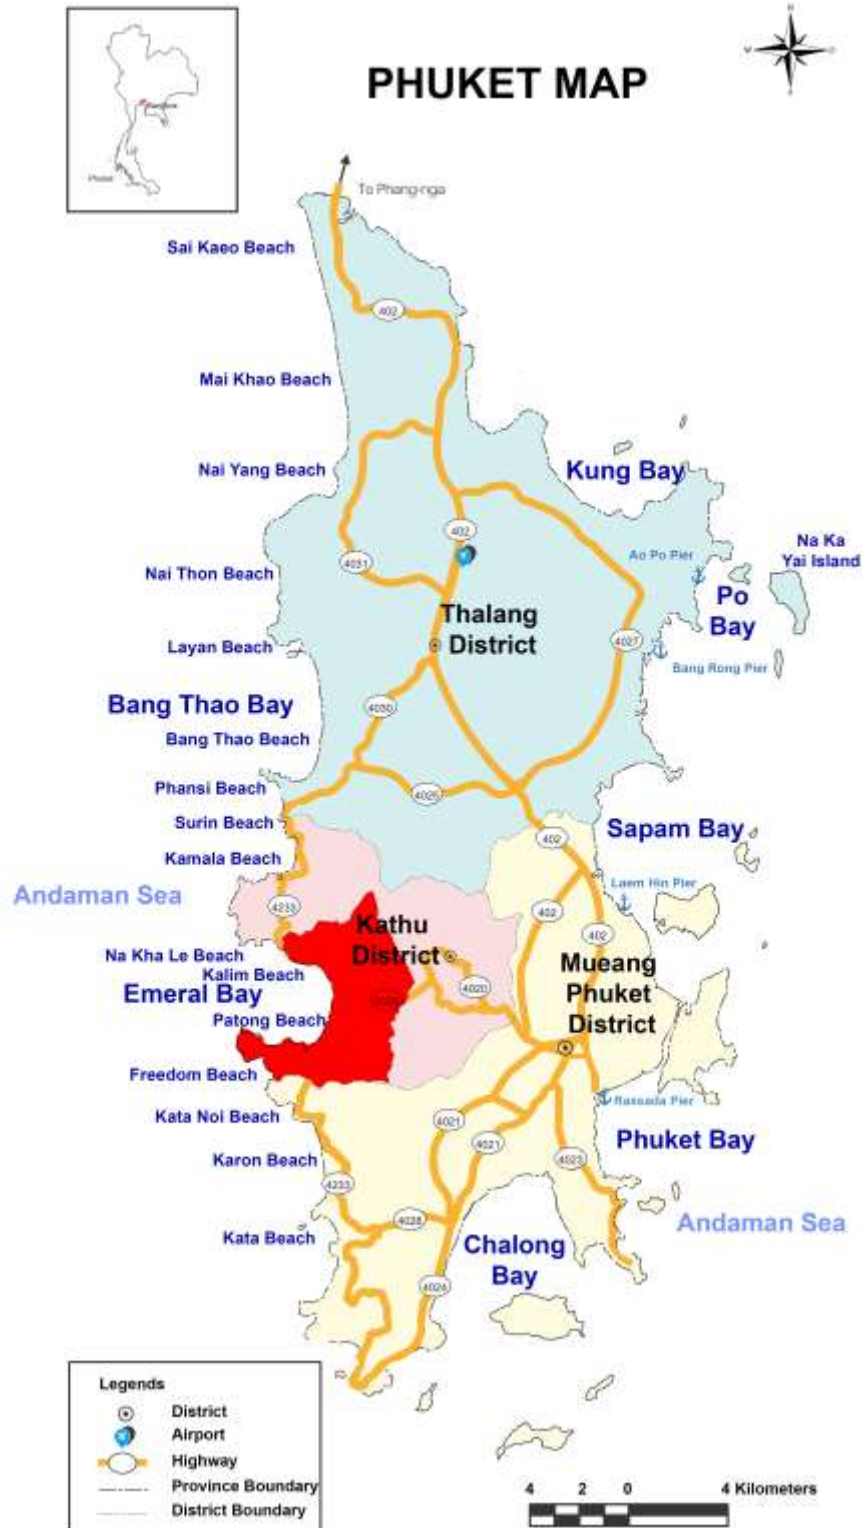 PHUKET MAP
Phuket
To Phang-nga
Sai Kaeo Beach
402
Mai Khao Beach
Nai Yang Beach
Kung Bay
402
Na Ka
Yai Island
Ao Po Pier
4031
Nai Thon Beach
Po
Bay
Thalang
District
4027
Layan Beach
Bang Rong Pier
Bang Thao Bay
4030
Bang Thao Beach
Phansi Beach
4025
Surin Beach
Sapam Bay
402
Kamala Beach
Laem Hin Pier
Andaman Sea
4233
402
402
Kathu
District
Na Kha Le Beach
Kalim Beach
Mueang
Phuket
District
Emeral Bay
4020
Patong Beach
Freedom Beach
Rassada Pier
Kata Noi Beach
4021
4021
Phuket Bay
Karon Beach
4023
4233
4028
Andaman Sea
Kata Beach
Chalong
Bay
4024
Legends
District
Airport
Highway
Province Boundary
District Boundary
4 2 0 4 Kilometers